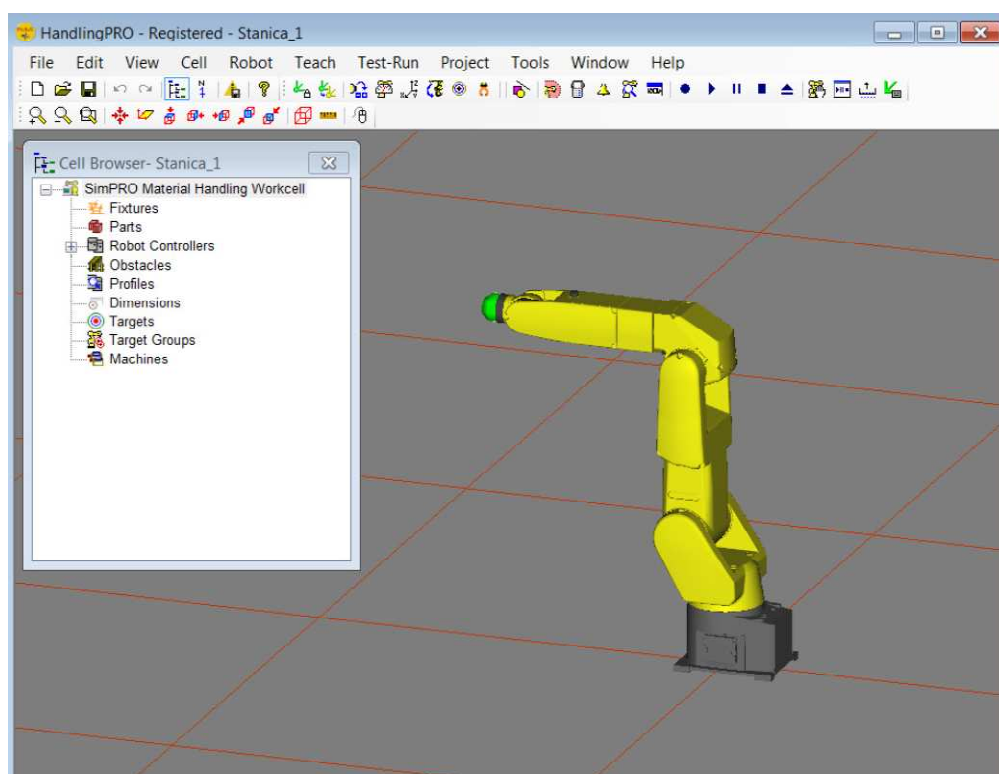 HandlingPRO - Registered - Stanica_1
File Edit View Cell Robot Teach Test-Run Project Tools Window Help
Cell Browser- Stanica_1
SimPRO Material Handling Workcell
Fixtures
Parts
Robot Controllers
Obstacles
Profiles
Dimensions
Targets
Target Groups
Machines